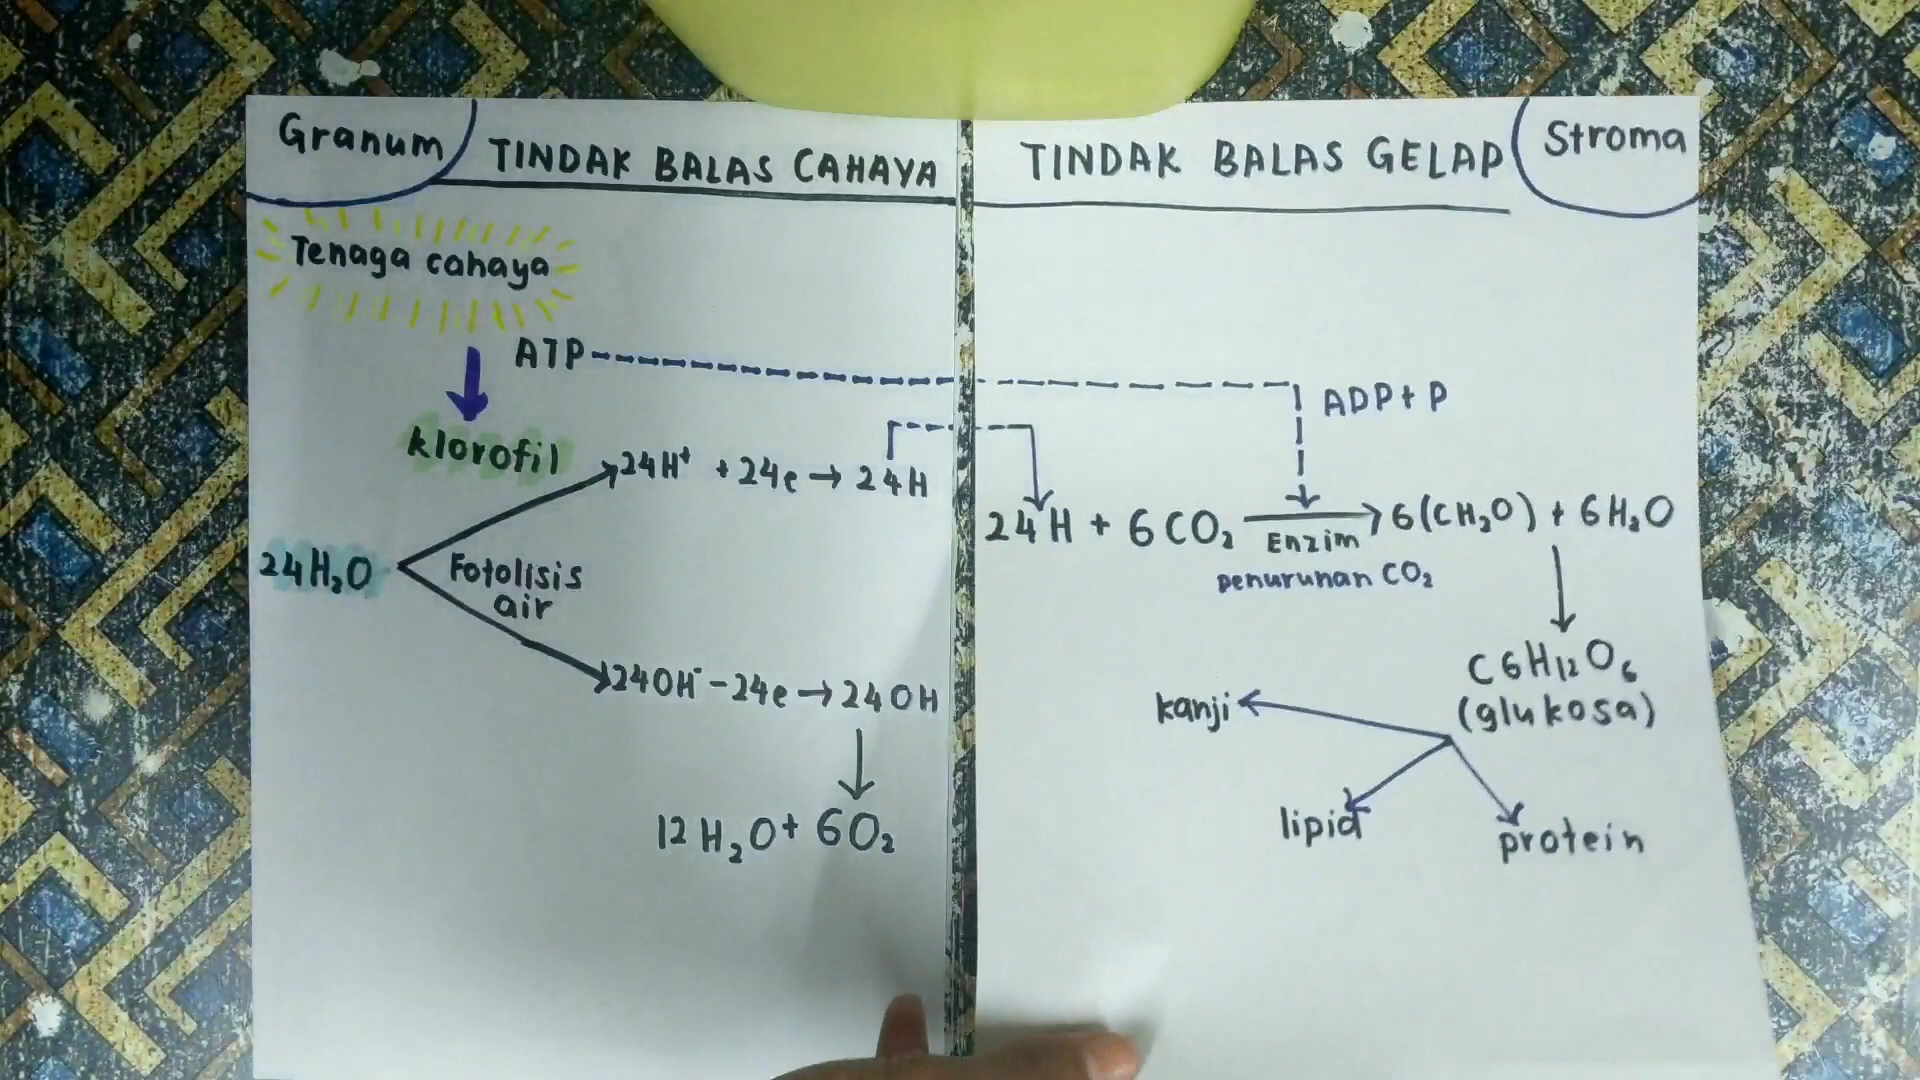 Granum
TINDAK BALAS CAHAYA
Tenaga cahaya
ATP
klorofil
24H⁺ + 24e → 24H
24H₂O
Fotolisis
air
24OH⁻ - 24e → 24OH
12H₂O + 6O₂
TINDAK BALAS GELAP
Stroma
ADP + P
24H + 6CO₂ → 6(CH₂O) + 6H₂O
Enzim
penurunan CO₂
C6H₁₂O₆
(glukosa)
kanji
lipid
protein